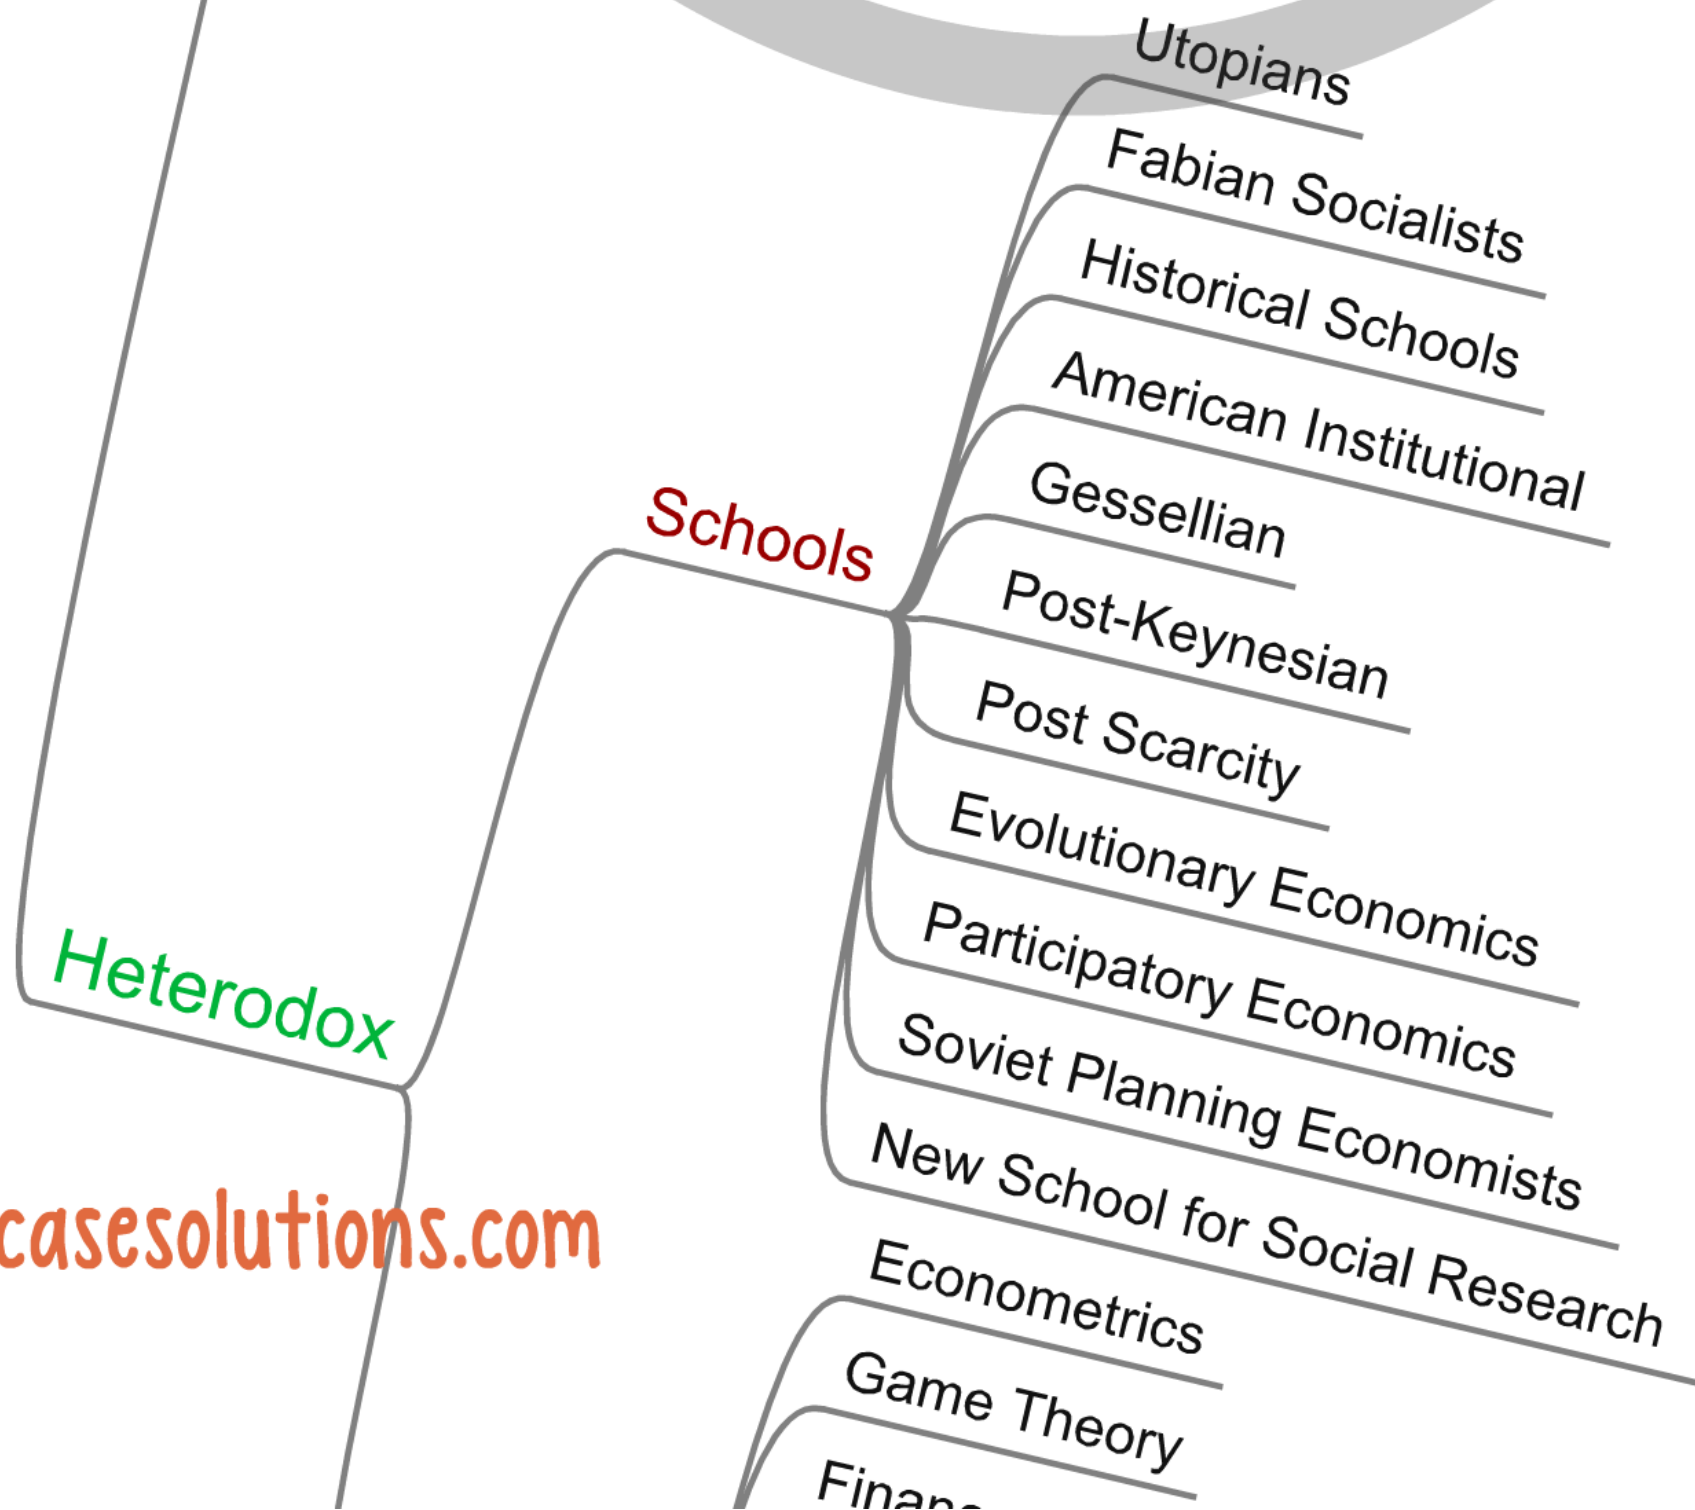 Utopians
Fabian Socialists
Historical Schools
American Institutional
Gessellian
Schools
Post-Keynesian
Post Scarcity
Evolutionary Economics
Participatory Economics
Heterodox
Soviet Planning Economists
New School for Social Research
casesolutions.com
Econometrics
Game Theory